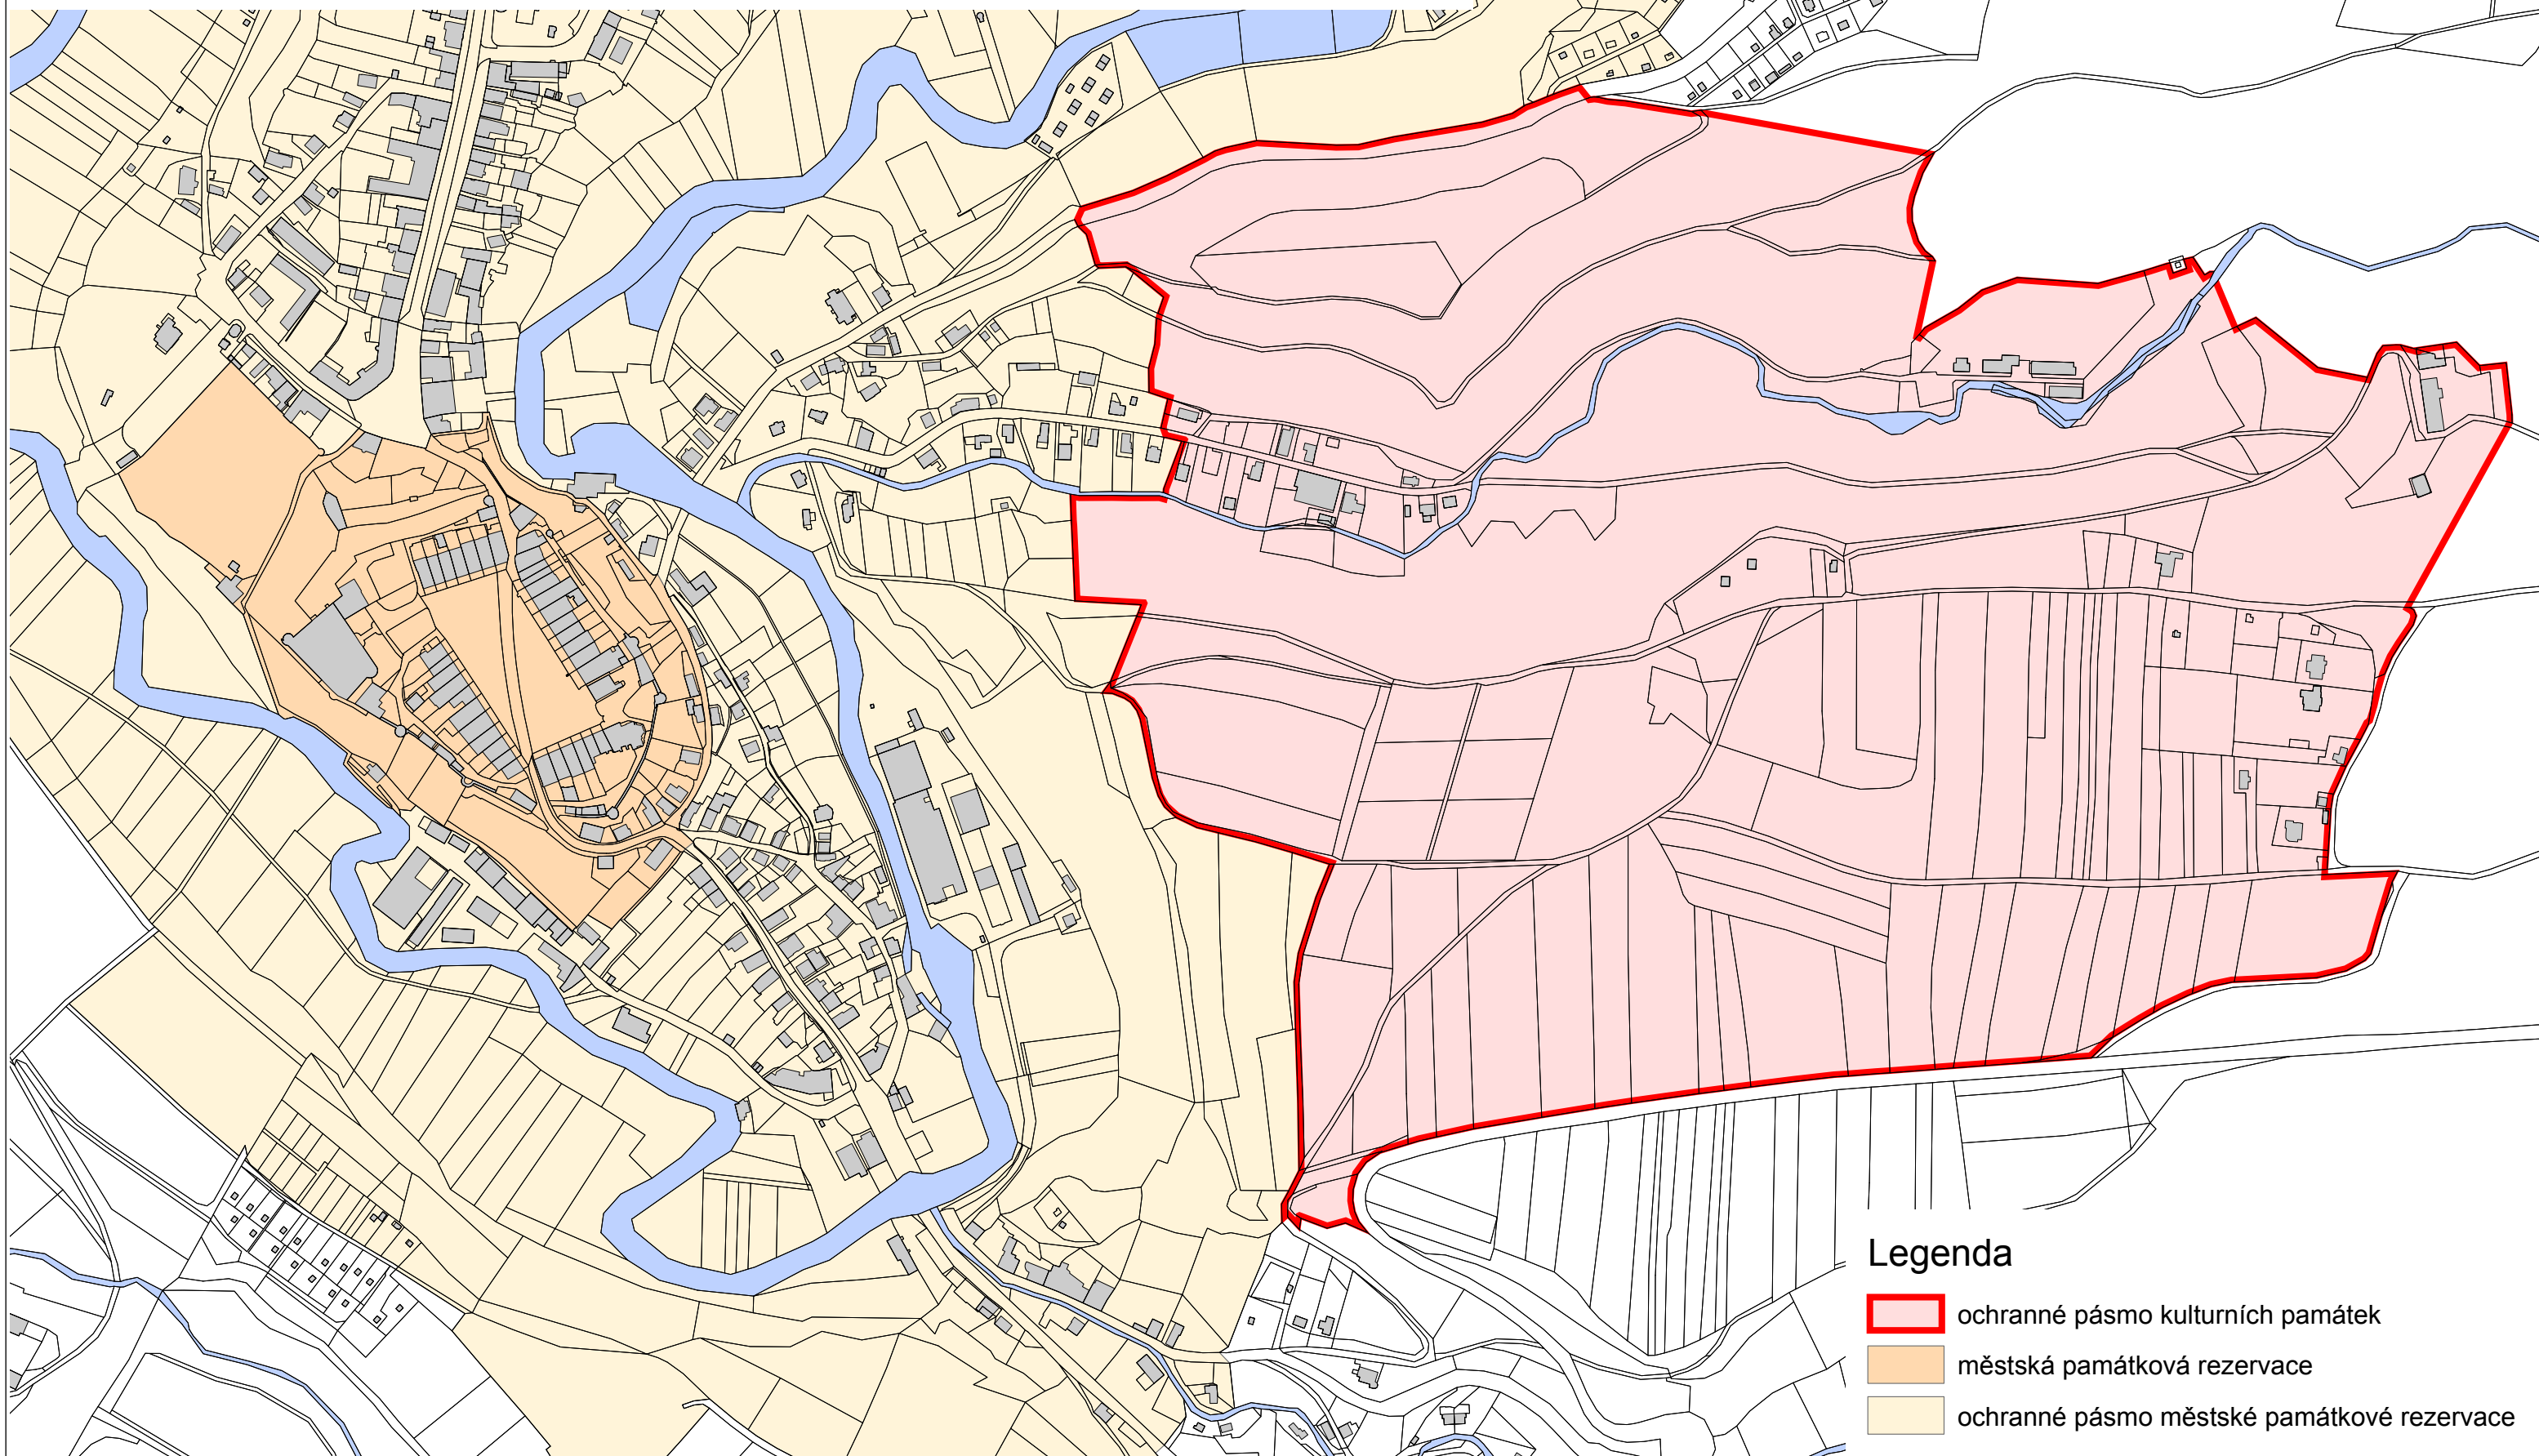 Legenda
ochranné pásmo kulturních památek
městská památková rezervace
ochranné pásmo městské památkové rezervace